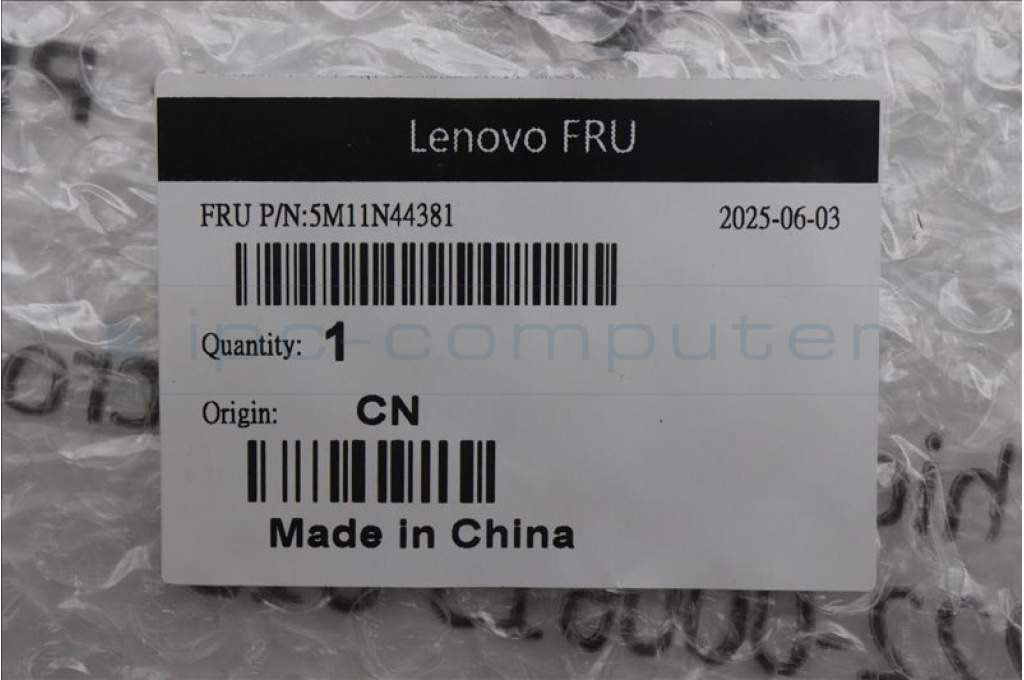 Lenovo FRU
FRU P/N:5M11N44381
2025-06-03
ipc-computer
Quantity: 1
Origin: CN
Made in China